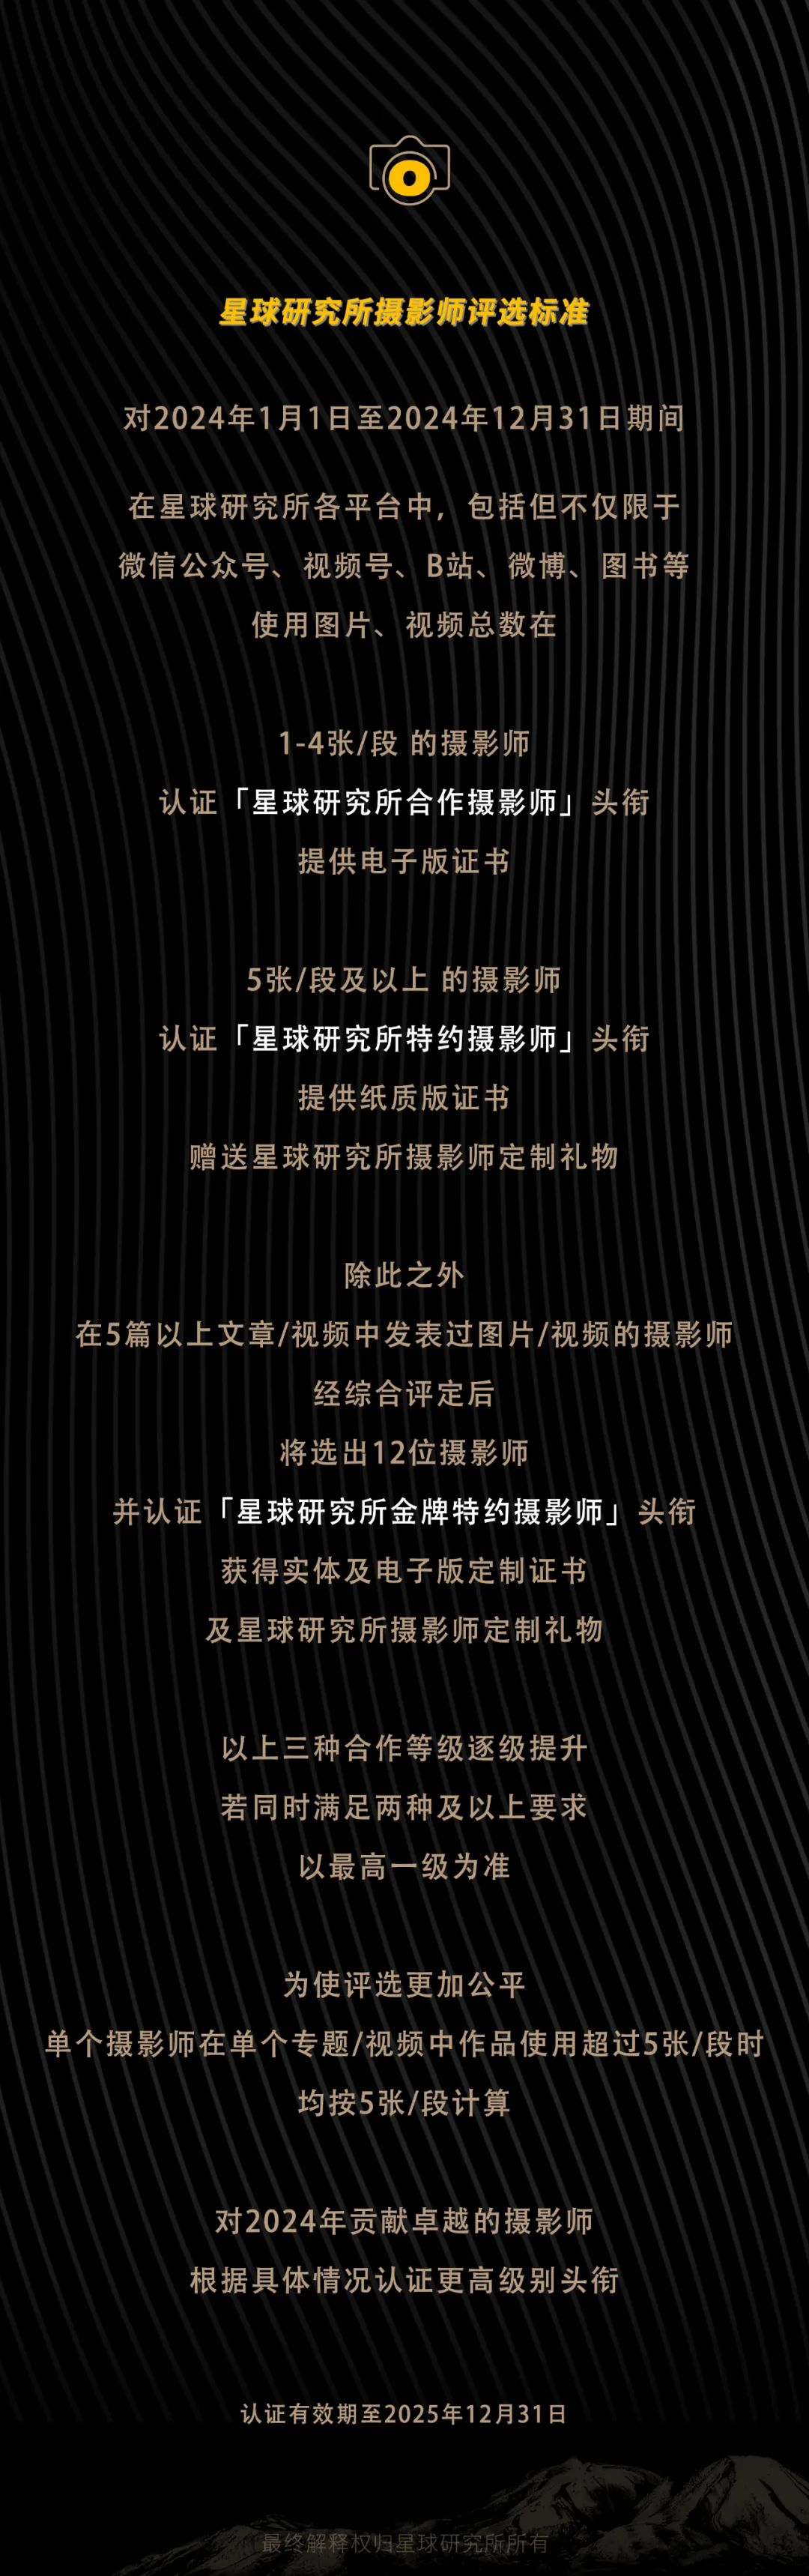 星球研究所摄影师评选标准
对2024年1月1日至2024年12月31日期间
在星球研究所各平台中，包括但不仅限于
微信公众号、视频号、B站、微博、图书等
使用图片、视频总数在
1-4张/段 的摄影师
认证「星球研究所合作摄影师」头衔
提供电子版证书
5张/段及以上 的摄影师
认证「星球研究所特约摄影师」头衔
提供纸质版证书
赠送星球研究所摄影师定制礼物
除此之外
在5篇以上文章/视频中发表过图片/视频的摄影师
经综合评定后
将选出12位摄影师
并认证「星球研究所金牌特约摄影师」头衔
获得实体及电子版定制证书
及星球研究所摄影师定制礼物
以上三种合作等级逐级提升
若同时满足两种及以上要求
以最高一级为准
为使评选更加公平
单个摄影师在单个专题/视频中作品使用超过5张/段时
均按5张/段计算
对2024年贡献卓越的摄影师
根据具体情况认证更高级别头衔
认证有效期至2025年12月31日
最终解释权归星球研究所所有